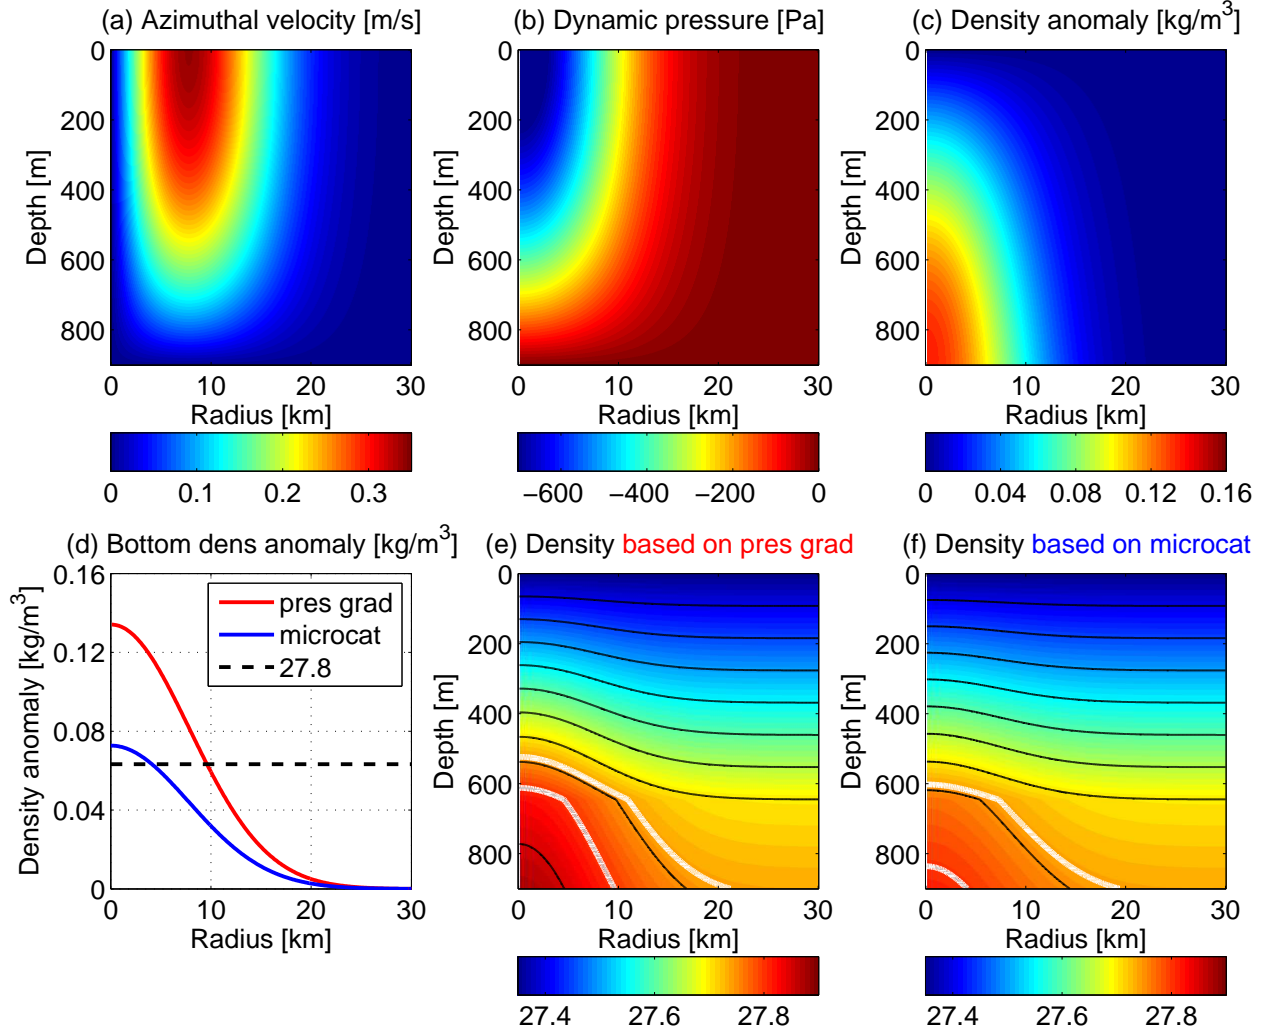 (a) Azimuthal velocity [m/s]
(b) Dynamic pressure [Pa]
(c) Density anomaly [kg/m³]
0
200
400
600
800
Depth [m]
0 10 20 30
Radius [km]
0 0.1 0.2 0.3
0
200
400
600
800
Depth [m]
0 10 20 30
Radius [km]
−600 −400 −200 0
0
200
400
600
800
Depth [m]
0 10 20 30
Radius [km]
0 0.04 0.08 0.12 0.16
(d) Bottom dens anomaly [kg/m³]
(e) Density based on pres grad
(f) Density based on microcat
0.16
0.12
0.08
0.04
0
Density anomaly [kg/m³]
pres grad
microcat
27.8
0 10 20 30
Radius [km]
0
200
400
600
800
Depth [m]
0 10 20 30
Radius [km]
27.4 27.6 27.8
0
200
400
600
800
Depth [m]
0 10 20 30
Radius [km]
27.4 27.6 27.8